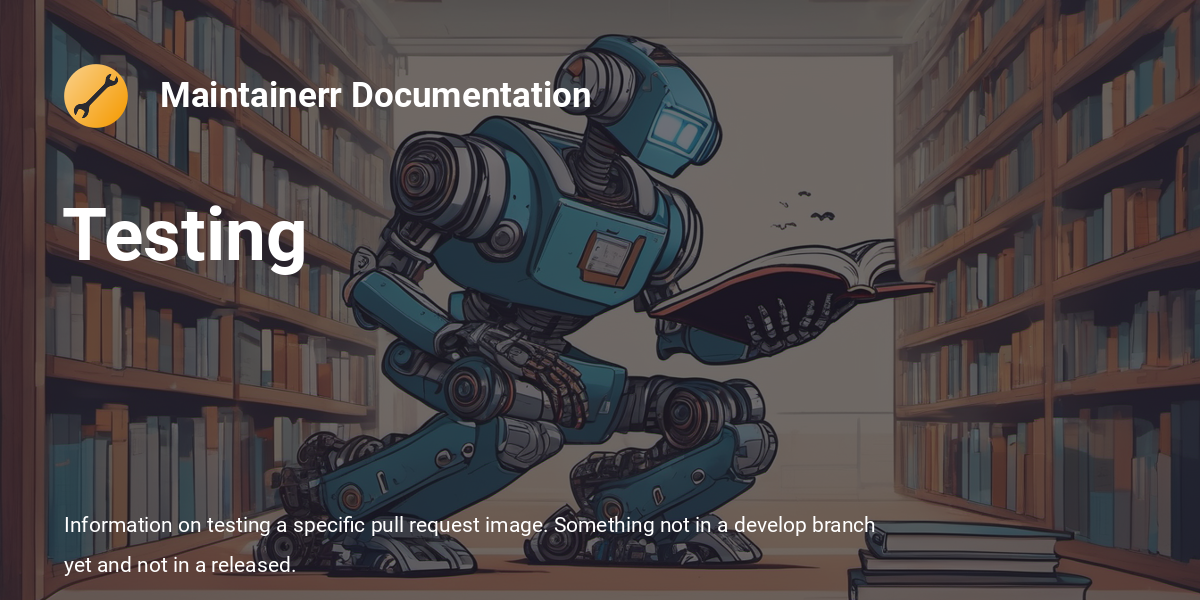 Maintainerr Documentation
Testing
Information on testing a specific pull request image. Something not in a develop branch
yet and not in a released.